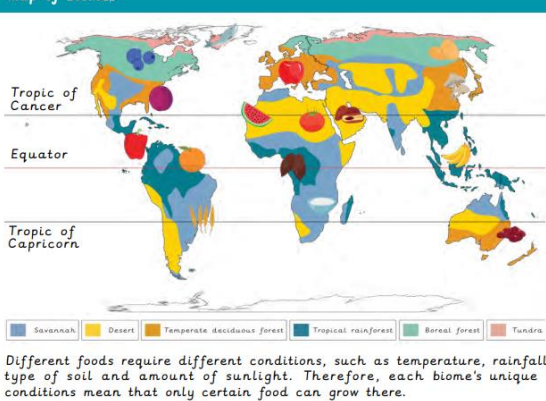 Tropic of
Cancer
Equator
Tropic of
Capricorn
Savannah
Desert
Temperate deciduous forest
Tropical rainforest
Boreal forest
Tundra
Different foods require different conditions, such as temperature, rainfall
type of soil and amount of sunlight. Therefore, each biome's unique
conditions mean that only certain food can grow there.